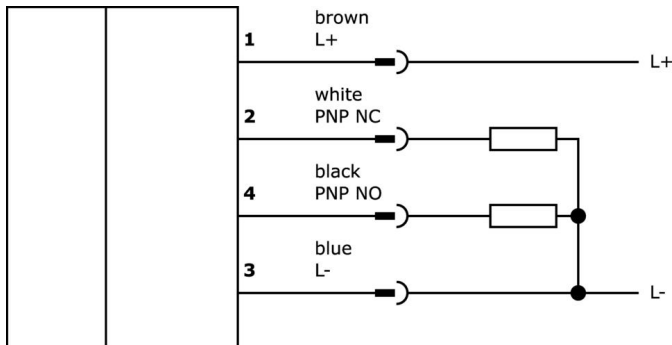 brown
1 L+ L+
white
2 PNP NC
black
4 PNP NO
blue
3 L- L-